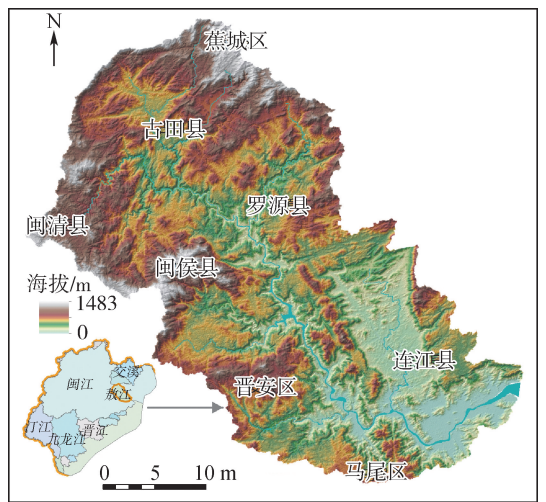 N
蕉城区
古田县
罗源县
闽清县
闽侯县
海拔/m
1483
0
连江县
晋安区
马尾区
闽江
交溪
敖江
汀江
九龙江
晋江
0 5 10 m